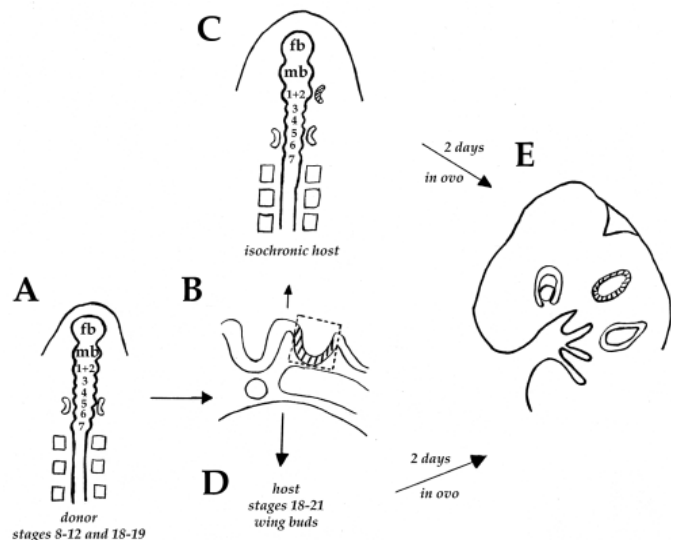 C
fb
mb
1+2
3
4
5
6
7
isochronic host
2 days
in ovo
E
A
fb
mb
1+2
3
4
5
6
7
donor
stages 8-12 and 18-19
B
D
host
stages 18-21
wing buds
2 days
in ovo